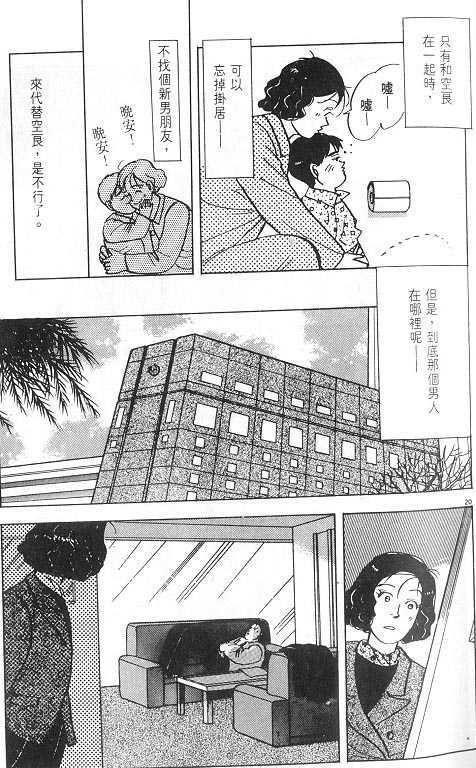 只有和空良
在一起時，
噓—
噓—
可以
忘掉掛居——
不找個新男朋友，
晚安！
晚安！
來代替空良，是不行了。
但是，到底那個男人
在哪裡呢——
20